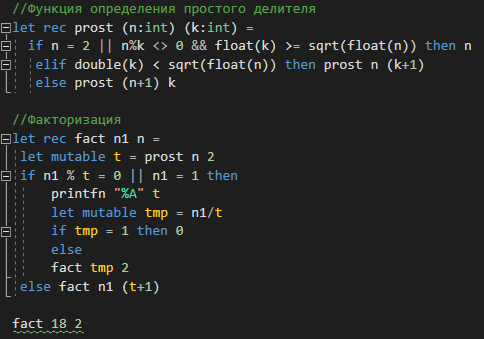 //Функция определения простого делителя
let rec prost (n:int) (k:int) =
if n = 2 || n%k <> 0 && float(k) >= sqrt(float(n)) then n
elif double(k) < sqrt(float(n)) then prost n (k+1)
else prost (n+1) k
//Факторизация
let rec fact n1 n =
let mutable t = prost n 2
if n1 % t = 0 || n1 = 1 then
printfn "%A" t
let mutable tmp = n1/t
if tmp = 1 then 0
else
fact tmp 2
else fact n1 (t+1)
fact 18 2